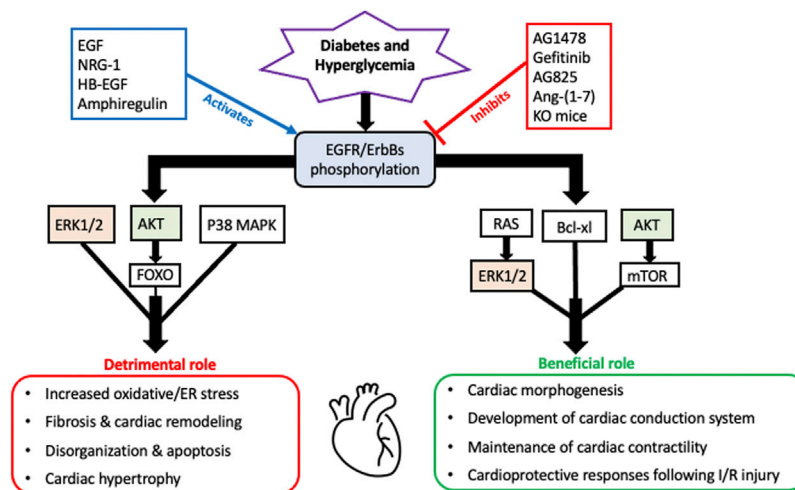 EGF
NRG-1
HB-EGF
Amphiregulin
Activates
Diabetes and
Hyperglycemia
AG1478
Gefitinib
AG825
Ang-(1-7)
KO mice
Inhibits
EGFR/ErbBs
phosphorylation
ERK1/2
AKT
P38 MAPK
FOXO
RAS
Bcl-xl
AKT
ERK1/2
mTOR
Detrimental role
• Increased oxidative/ER stress
• Fibrosis & cardiac remodeling
• Disorganization & apoptosis
• Cardiac hypertrophy
Beneficial role
• Cardiac morphogenesis
• Development of cardiac conduction system
• Maintenance of cardiac contractility
• Cardioprotective responses following I/R injury